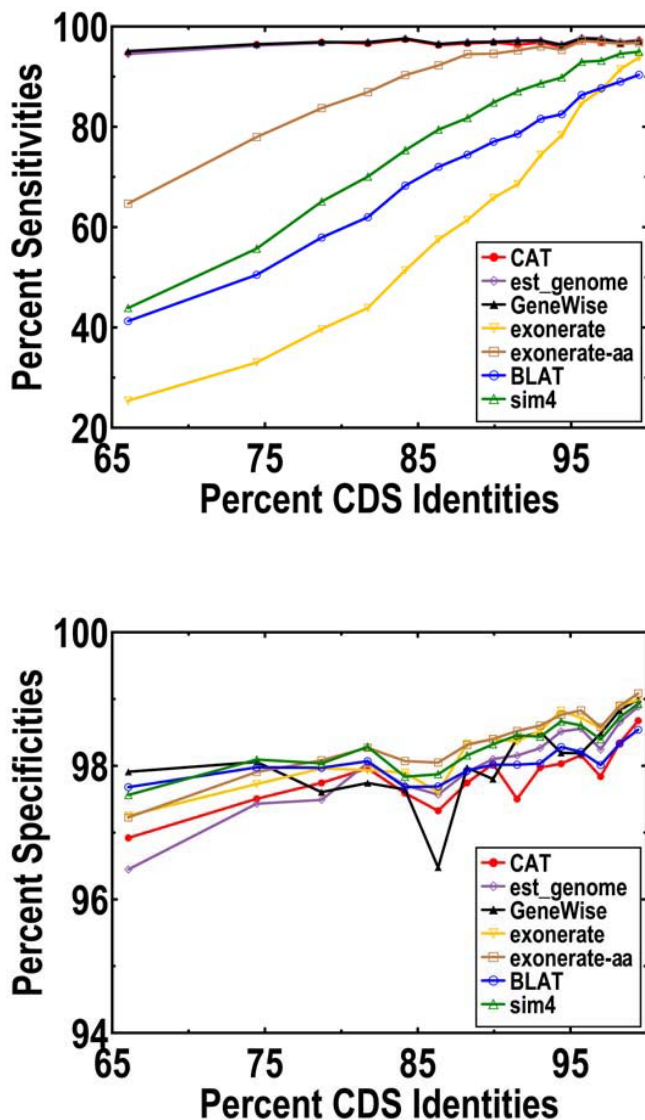 Percent Sensitivities
100
80
60
40
20
CAT
est_genome
GeneWise
exonerate
exonerate-aa
BLAT
sim4
65 75 85 95
Percent CDS Identities
Percent Specificities
100
98
96
94
CAT
est_genome
GeneWise
exonerate
exonerate-aa
BLAT
sim4
65 75 85 95
Percent CDS Identities